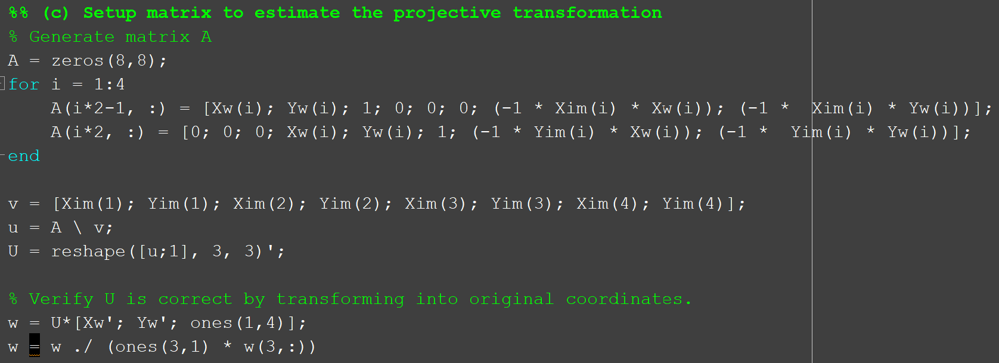 %% (c) Setup matrix to estimate the projective transformation
% Generate matrix A
A = zeros(8,8);
for i = 1:4
    A(i*2-1, :) = [Xw(i); Yw(i); 1; 0; 0; 0; (-1 * Xim(i) * Xw(i)); (-1 *  Xim(i) * Yw(i))];
    A(i*2, :) = [0; 0; 0; Xw(i); Yw(i); 1; (-1 * Yim(i) * Xw(i)); (-1 *  Yim(i) * Yw(i))];
end
v = [Xim(1); Yim(1); Xim(2); Yim(2); Xim(3); Yim(3); Xim(4); Yim(4)];
u = A \ v;
U = reshape([u;1], 3, 3)';
% Verify U is correct by transforming into original coordinates.
w = U*[Xw'; Yw'; ones(1,4)];
w = w ./ (ones(3,1) * w(3,:))